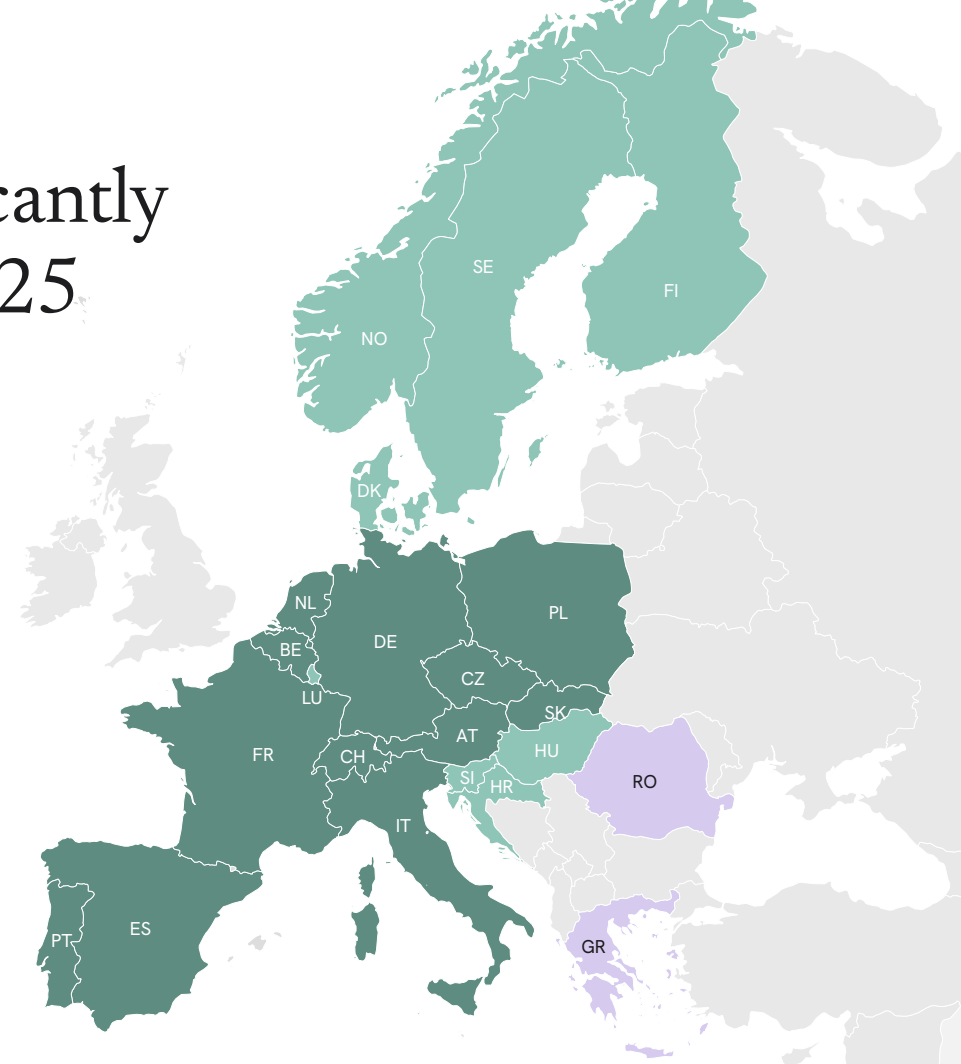 cantly
25
SE
FI
NO
DK
NL
PL
DE
BE
CZ
LU
SK
AT
HU
FR
CH
SI
HR
RO
IT
ES
PT
GR